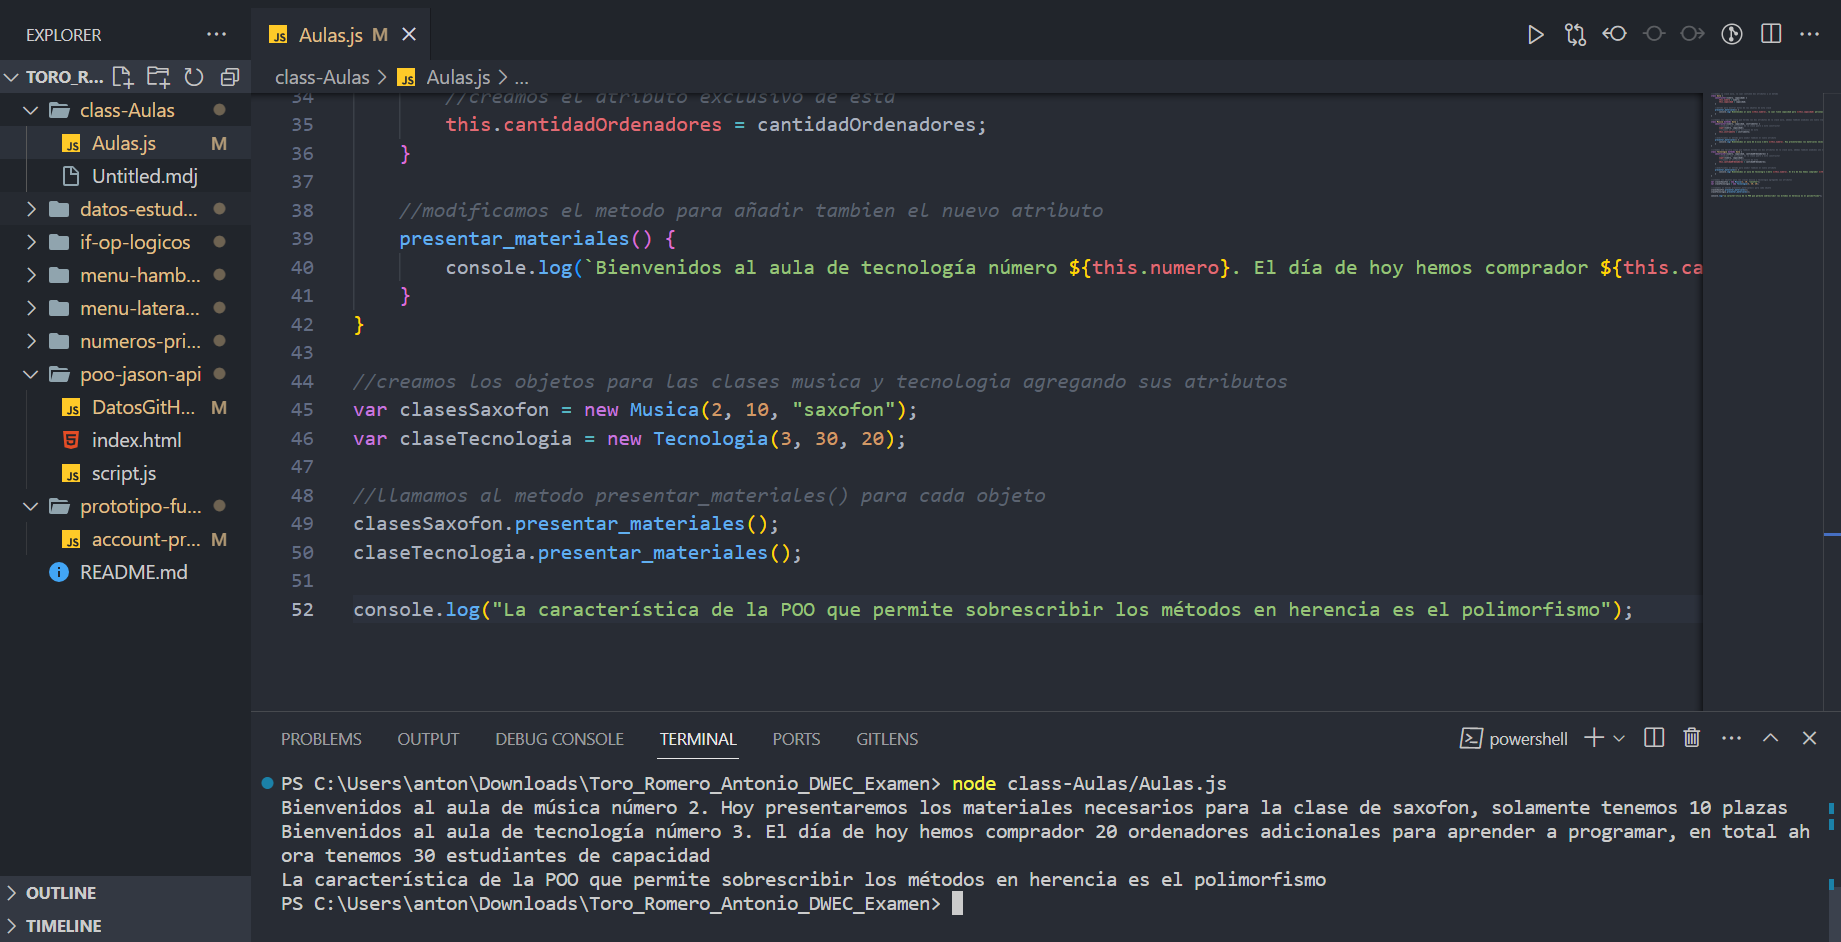 EXPLORER
TORO_R...
class-Aulas
JS Aulas.js M
Untitled.mdj
datos-estud...
if-op-logicos
menu-hamb...
menu-latera...
numeros-pri...
poo-jason-api
JS DatosGitH... M
index.html
JS script.js
prototipo-fu...
JS account-pr... M
README.md
OUTLINE
TIMELINE
JS Aulas.js M
class-Aulas > JS Aulas.js > ...
34 //creamos el atributo exclusivo de esta
35 this.cantidadOrdenadores = cantidadOrdenadores;
36 }
37
38 //modificamos el metodo para añadir tambien el nuevo atributo
39 presentar_materiales() {
40 console.log(`Bienvenidos al aula de tecnología número ${this.numero}. El día de hoy hemos comprador ${this.ca
41 }
42 }
43
44 //creamos los objetos para las clases musica y tecnologia agregando sus atributos
45 var clasesSaxofon = new Musica(2, 10, "saxofon");
46 var claseTecnologia = new Tecnologia(3, 30, 20);
47
48 //llamamos al metodo presentar_materiales() para cada objeto
49 clasesSaxofon.presentar_materiales();
50 claseTecnologia.presentar_materiales();
51
52 console.log("La característica de la POO que permite sobrescribir los métodos en herencia es el polimorfismo");
PROBLEMS OUTPUT DEBUG CONSOLE TERMINAL PORTS GITLENS powershell
PS C:\Users\anton\Downloads\Toro_Romero_Antonio_DWEC_Examen> node class-Aulas/Aulas.js
Bienvenidos al aula de música número 2. Hoy presentaremos los materiales necesarios para la clase de saxofon, solamente tenemos 10 plazas
Bienvenidos al aula de tecnología número 3. El día de hoy hemos comprador 20 ordenadores adicionales para aprender a programar, en total ah
ora tenemos 30 estudiantes de capacidad
La característica de la POO que permite sobrescribir los métodos en herencia es el polimorfismo
PS C:\Users\anton\Downloads\Toro_Romero_Antonio_DWEC_Examen>